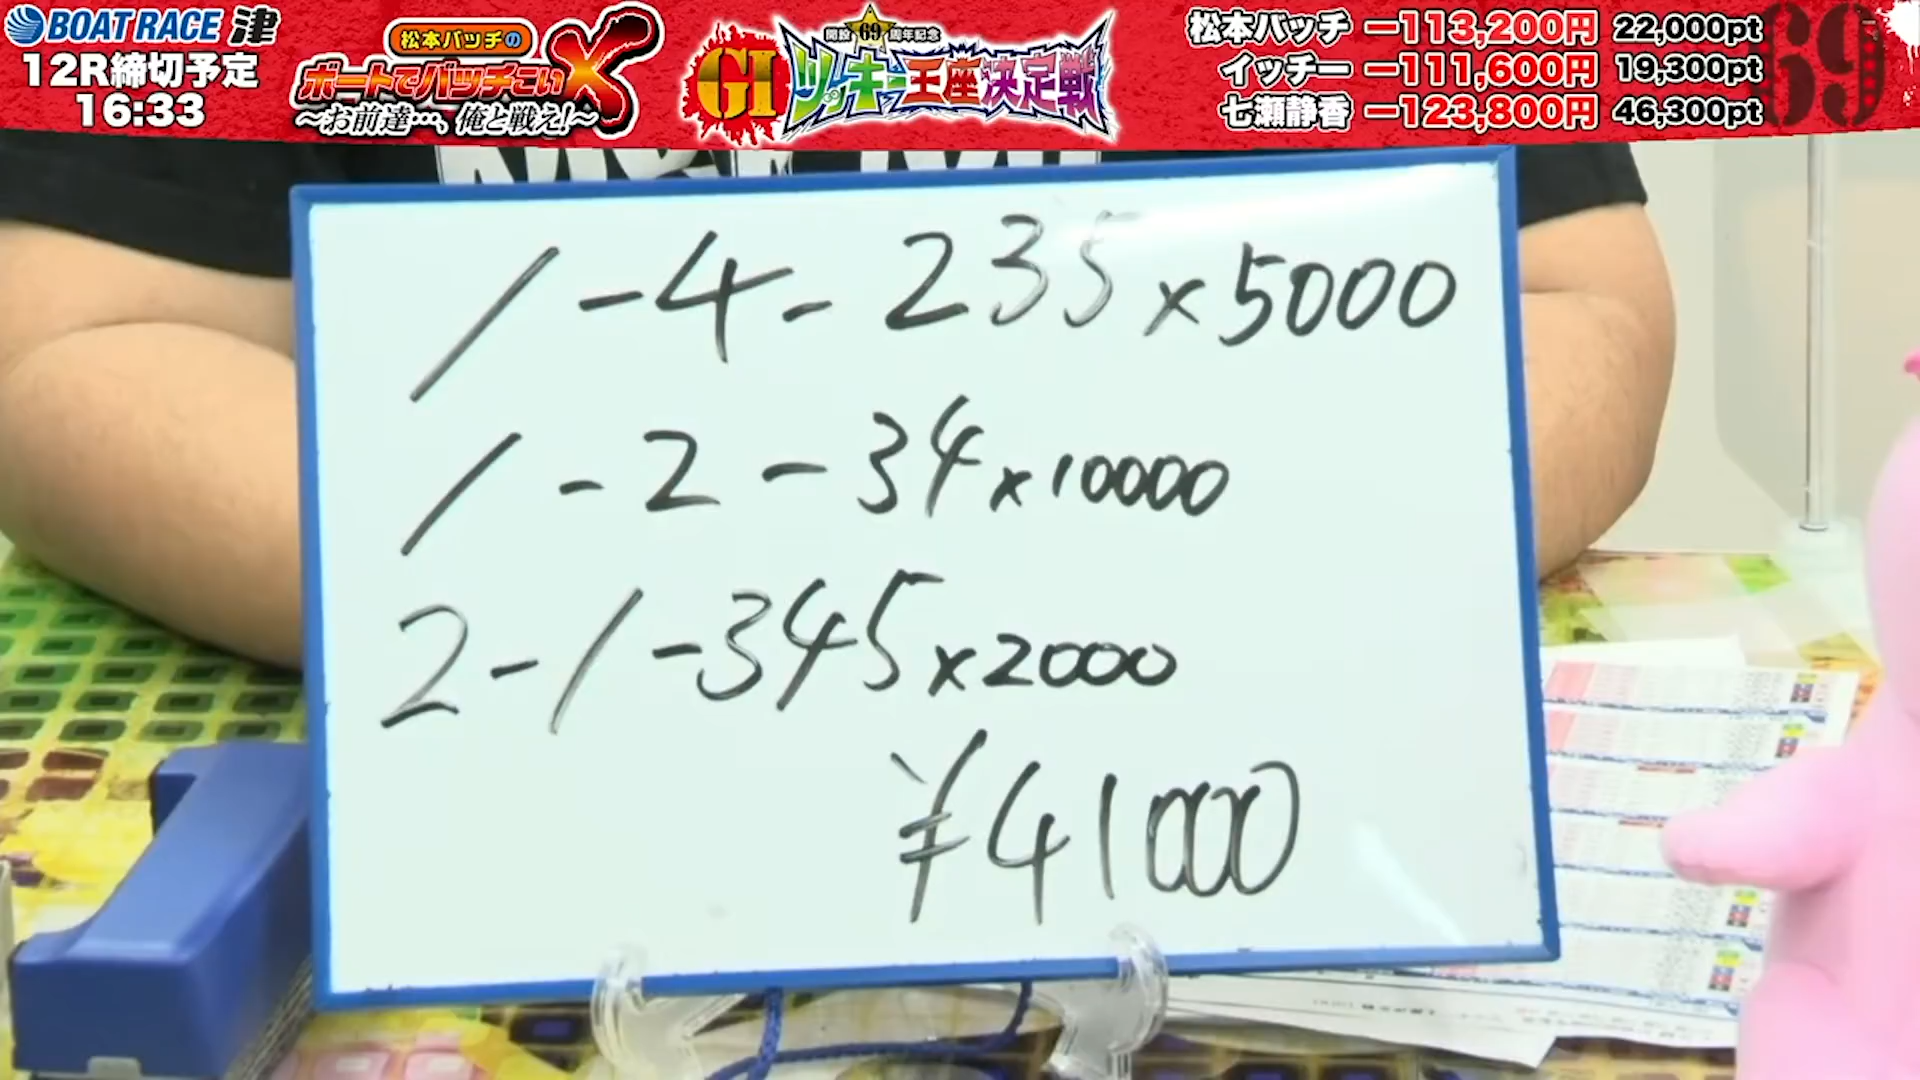 BOAT RACE 津
12R締切予定
16:33
松本バッチの
ボートでバッチこいX
〜お前達…、俺と戦え!〜
開設69周年記念
GI ツッキー王座決定戦
松本バッチ −113,200円 22,000pt
イッチー −111,600円 19,300pt
七瀬静香 −123,800円 46,300pt
69
1-4-235×5000
1-2-34×10000
2-1-345×2000
¥41000